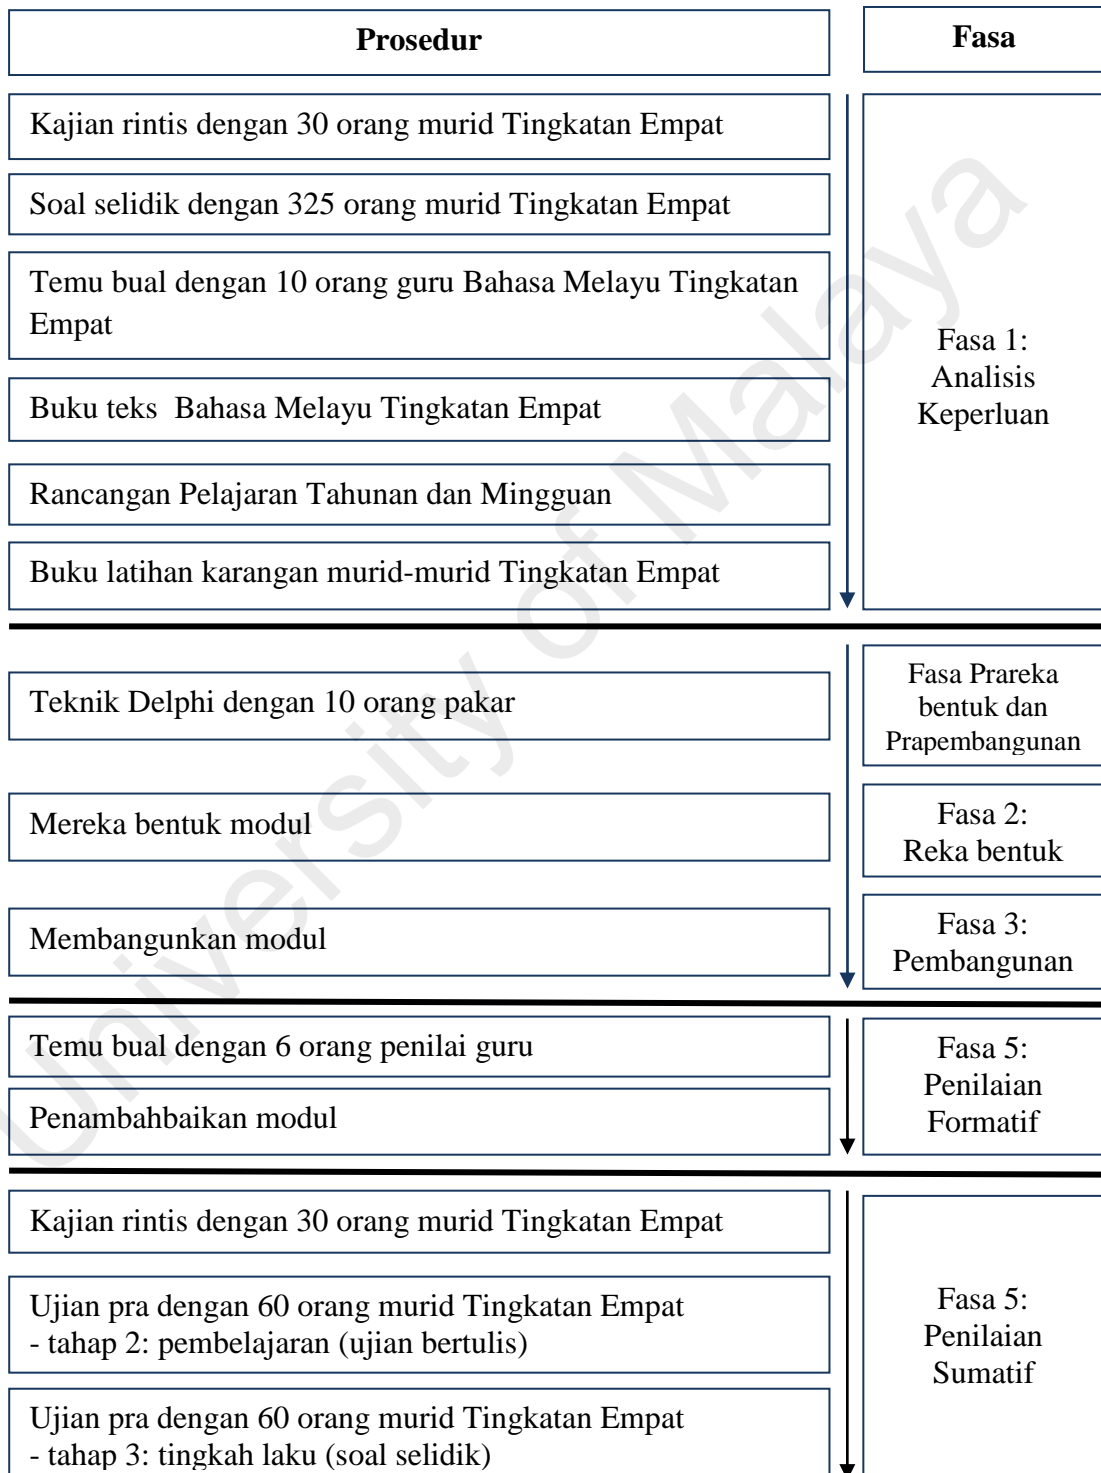 Prosedur
Fasa
Kajian rintis dengan 30 orang murid Tingkatan Empat
Soal selidik dengan 325 orang murid Tingkatan Empat
Temu bual dengan 10 orang guru Bahasa Melayu Tingkatan
Empat
Buku teks Bahasa Melayu Tingkatan Empat
Rancangan Pelajaran Tahunan dan Mingguan
Buku latihan karangan murid-murid Tingkatan Empat
Fasa 1:
Analisis
Keperluan
Teknik Delphi dengan 10 orang pakar
Fasa Prareka
bentuk dan
Prapembangunan
Mereka bentuk modul
Fasa 2:
Reka bentuk
Membangunkan modul
Fasa 3:
Pembangunan
Temu bual dengan 6 orang penilai guru
Penambahbaikan modul
Fasa 5:
Penilaian
Formatif
Kajian rintis dengan 30 orang murid Tingkatan Empat
Ujian pra dengan 60 orang murid Tingkatan Empat
- tahap 2: pembelajaran (ujian bertulis)
Ujian pra dengan 60 orang murid Tingkatan Empat
- tahap 3: tingkah laku (soal selidik)
Fasa 5:
Penilaian
Sumatif
University of Malaya